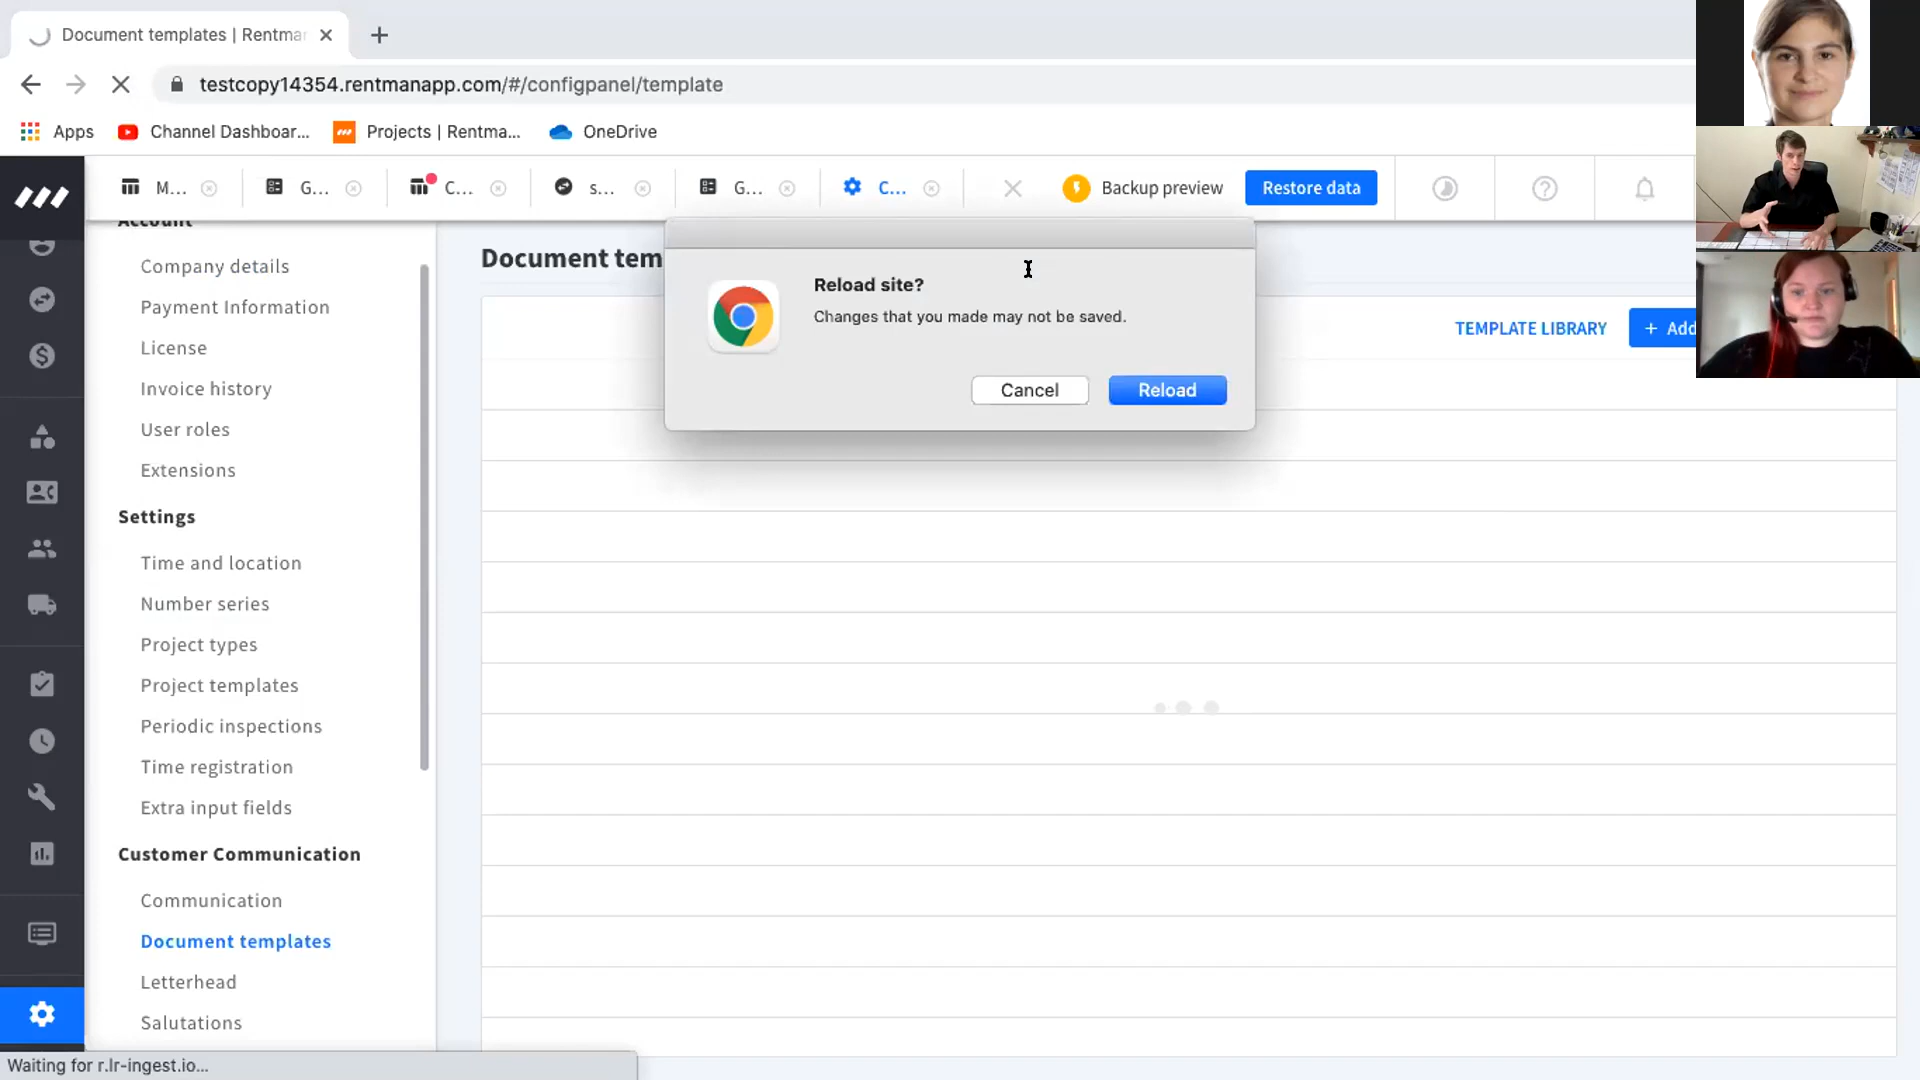 Document templates | Rentma
testcopy14354.rentmanapp.com/#/configpanel/template
Apps
Channel Dashboar...
Projects | Rentma...
OneDrive
M...
G...
C...
s...
G...
C...
Backup preview
Restore data
Account
Company details
Payment Information
License
Invoice history
User roles
Extensions
Settings
Time and location
Number series
Project types
Project templates
Periodic inspections
Time registration
Extra input fields
Customer Communication
Communication
Document templates
Letterhead
Salutations
Document tem
Reload site?
Changes that you made may not be saved.
Cancel
Reload
TEMPLATE LIBRARY
+ Add
Waiting for r.lr-ingest.io...